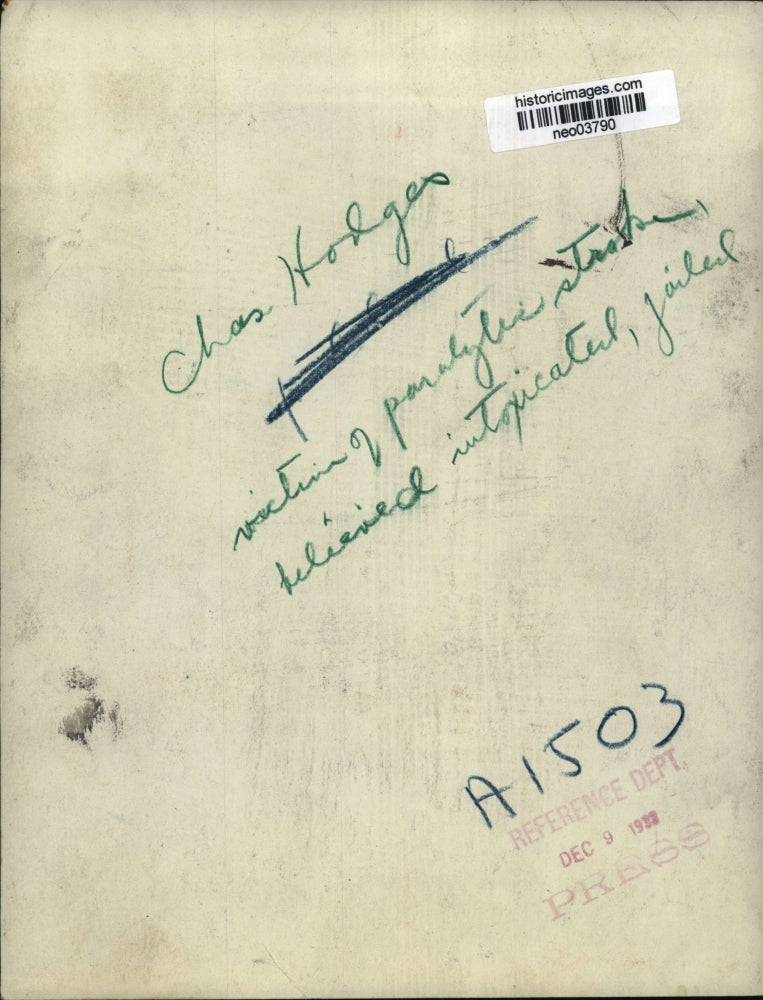 historicimages.com
neo03790
Chas Hodges
victim of paralytic stroke,
believed intoxicated, jailed
A1503
REFERENCE DEPT.
DEC 9 1938
PRESS